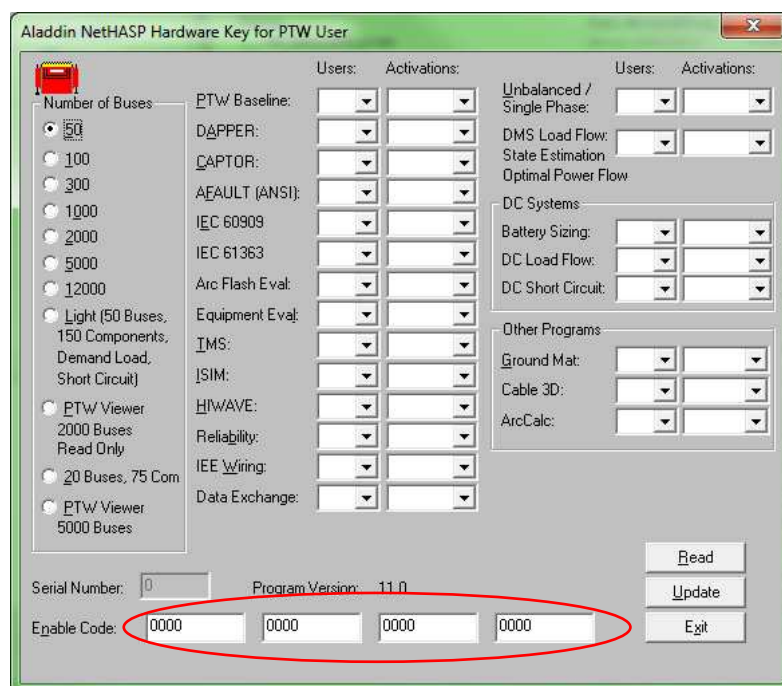 Aladdin NetHASP Hardware Key for PTW User
Number of Buses
50
100
300
1000
2000
5000
12000
Light (50 Buses,
150 Components,
Demand Load,
Short Circuit)
PTW Viewer
2000 Buses
Read Only
20 Buses, 75 Com
PTW Viewer
5000 Buses
Users: Activations:
PTW Baseline:
DAPPER:
CAPTOR:
AFAULT (ANSI):
IEC 60909
IEC 61363
Arc Flash Eval:
Equipment Eval:
TMS:
ISIM:
HIWAVE:
Reliability:
IEE Wiring:
Data Exchange:
Users: Activations:
Unbalanced /
Single Phase:
DMS Load Flow:
State Estimation
Optimal Power Flow
DC Systems
Battery Sizing:
DC Load Flow:
DC Short Circuit:
Other Programs
Ground Mat:
Cable 3D:
ArcCalc:
Serial Number: 0 Program Version: 11.0
Enable Code: 0000 0000 0000 0000
Read
Update
Exit